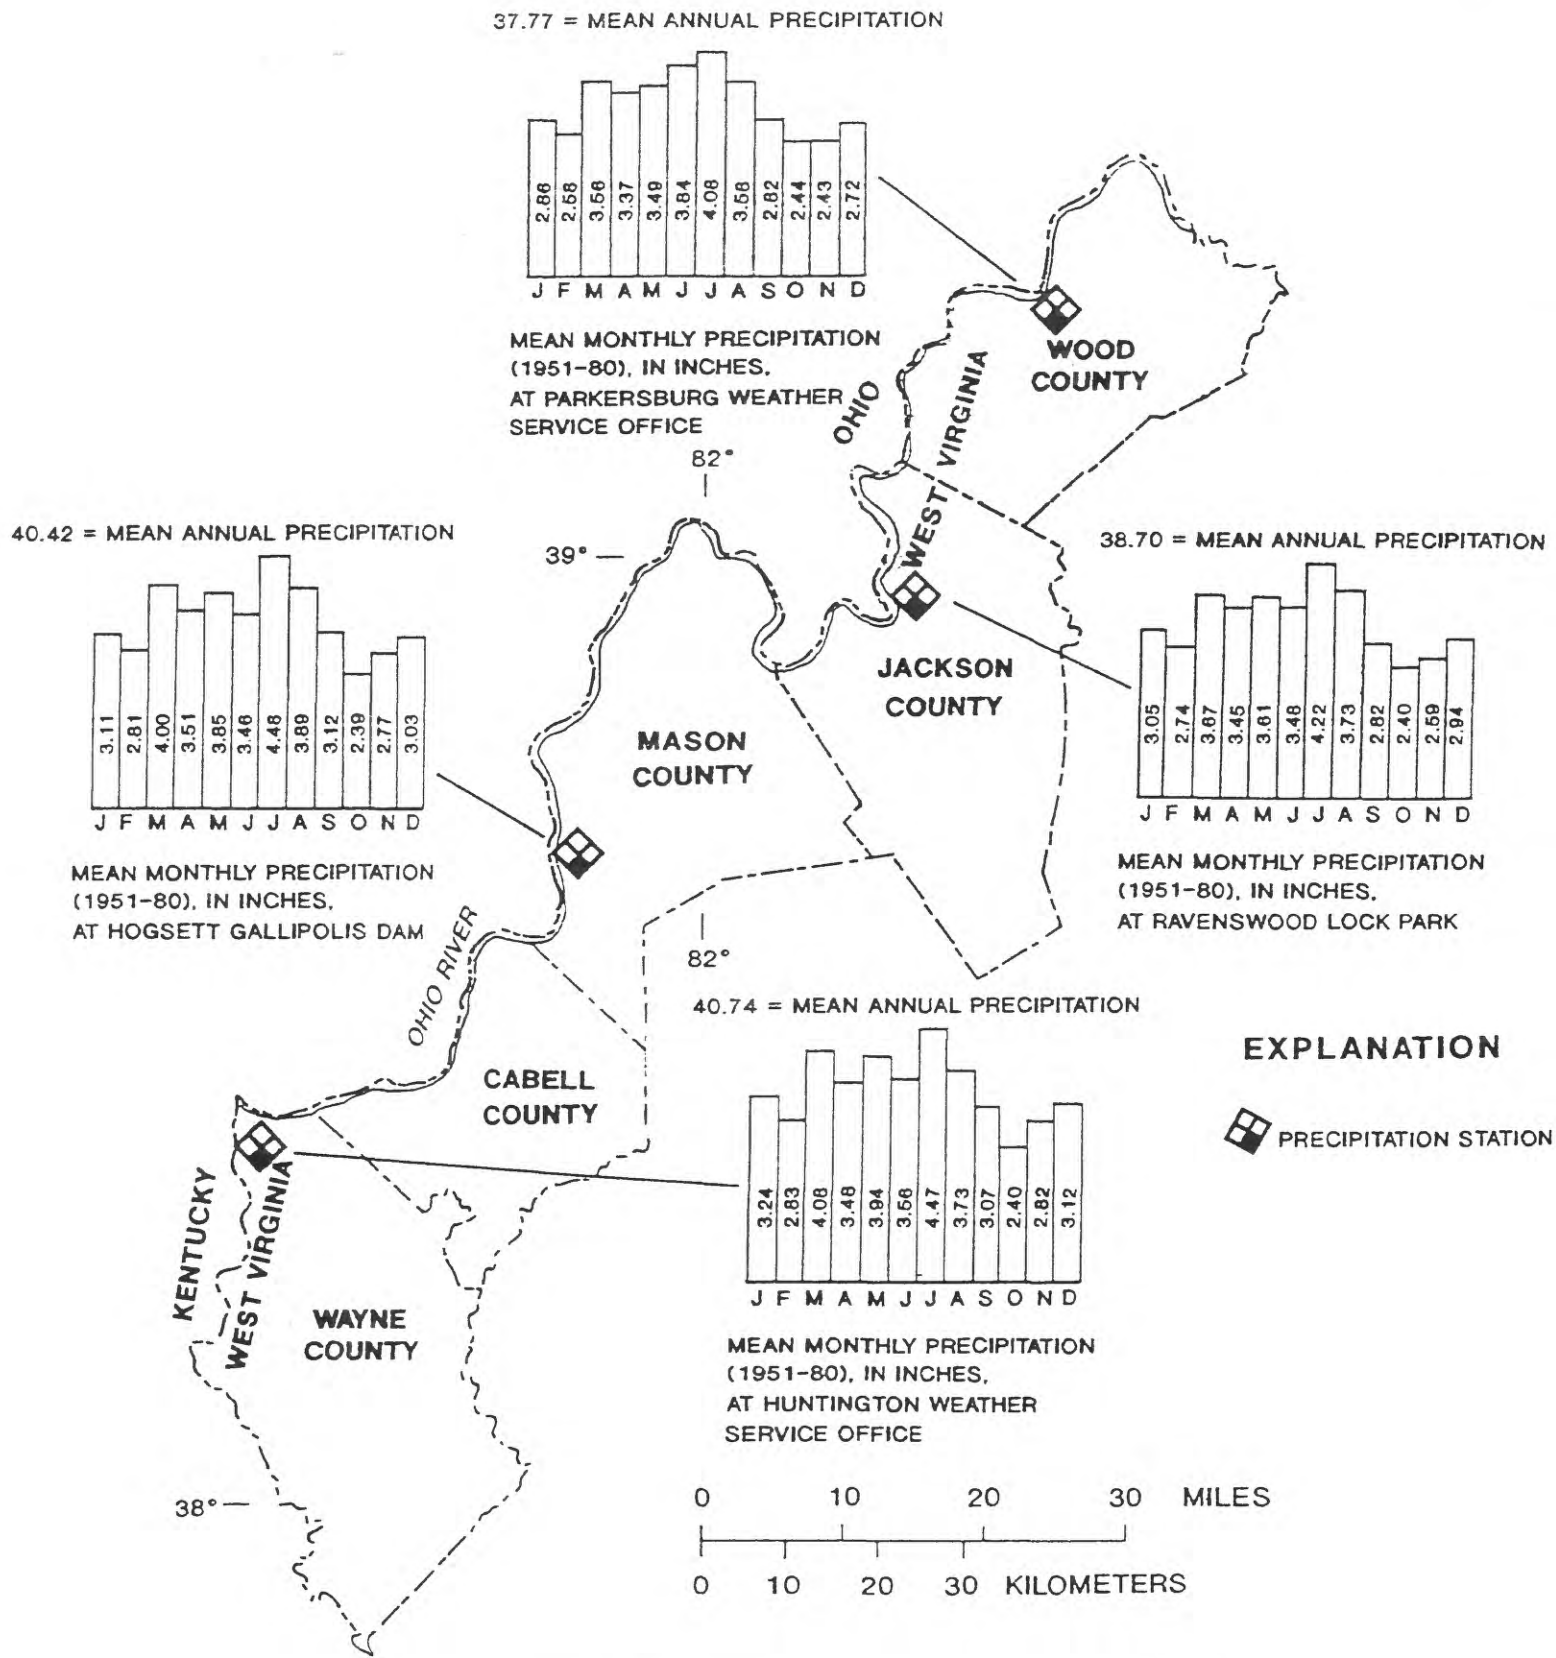 37.77 = MEAN ANNUAL PRECIPITATION
2.86 2.58 3.56 3.37 3.49 3.84 4.08 3.58 2.82 2.44 2.43 2.72
J F M A M J J A S O N D
MEAN MONTHLY PRECIPITATION
(1951-80), IN INCHES,
AT PARKERSBURG WEATHER
SERVICE OFFICE
WOOD
COUNTY
OHIO
WEST VIRGINIA
82°
39°
40.42 = MEAN ANNUAL PRECIPITATION
3.11 2.81 4.00 3.51 3.85 3.46 4.48 3.89 3.12 2.39 2.77 3.03
J F M A M J J A S O N D
MEAN MONTHLY PRECIPITATION
(1951-80), IN INCHES,
AT HOGSETT GALLIPOLIS DAM
38.70 = MEAN ANNUAL PRECIPITATION
3.05 2.74 3.67 3.45 3.61 3.48 4.22 3.73 2.82 2.40 2.59 2.94
J F M A M J J A S O N D
MEAN MONTHLY PRECIPITATION
(1951-80), IN INCHES,
AT RAVENSWOOD LOCK PARK
JACKSON
COUNTY
MASON
COUNTY
OHIO RIVER
82°
40.74 = MEAN ANNUAL PRECIPITATION
3.24 2.83 4.08 3.48 3.94 3.56 4.47 3.73 3.07 2.40 2.82 3.12
J F M A M J J A S O N D
MEAN MONTHLY PRECIPITATION
(1951-80), IN INCHES,
AT HUNTINGTON WEATHER
SERVICE OFFICE
EXPLANATION
PRECIPITATION STATION
CABELL
COUNTY
KENTUCKY
WEST VIRGINIA
WAYNE
COUNTY
38°
0 10 20 30 MILES
0 10 20 30 KILOMETERS